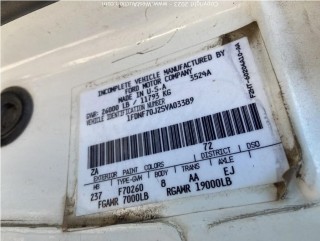 INCOMPLETE VEHICLE MANUFACTURED BY
FORD MOTOR COMPANY
MADE IN U.S.A 3524A
GVWR: 26000 LB / 11793 KG
VEHICLE IDENTIFICATION NUMBER
1FDNF70J2SVA03389
ZA 72
EXTERIOR PAINT COLORS DISTRICT DSO
WB TYPE-GVW BODY TRANS AXLE
237 F70260 8 AA EJ
FGAWR 7000LB RGAWR 19000LB